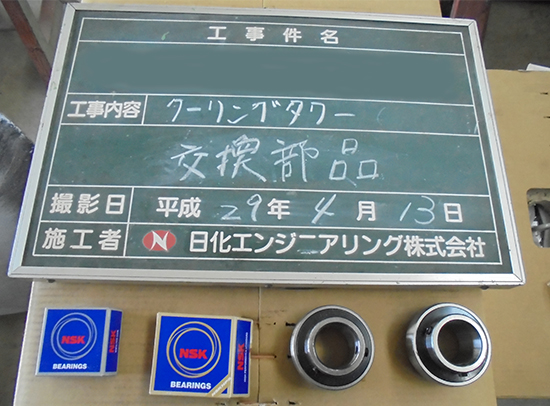 工事件名
工事内容 クーリングタワー
交換部品
撮影日 平成29年4月13日
施工者 N 日化エンジニアリング株式会社
NSK
BEARINGS
NSK
NSK
BEARINGS
NSK